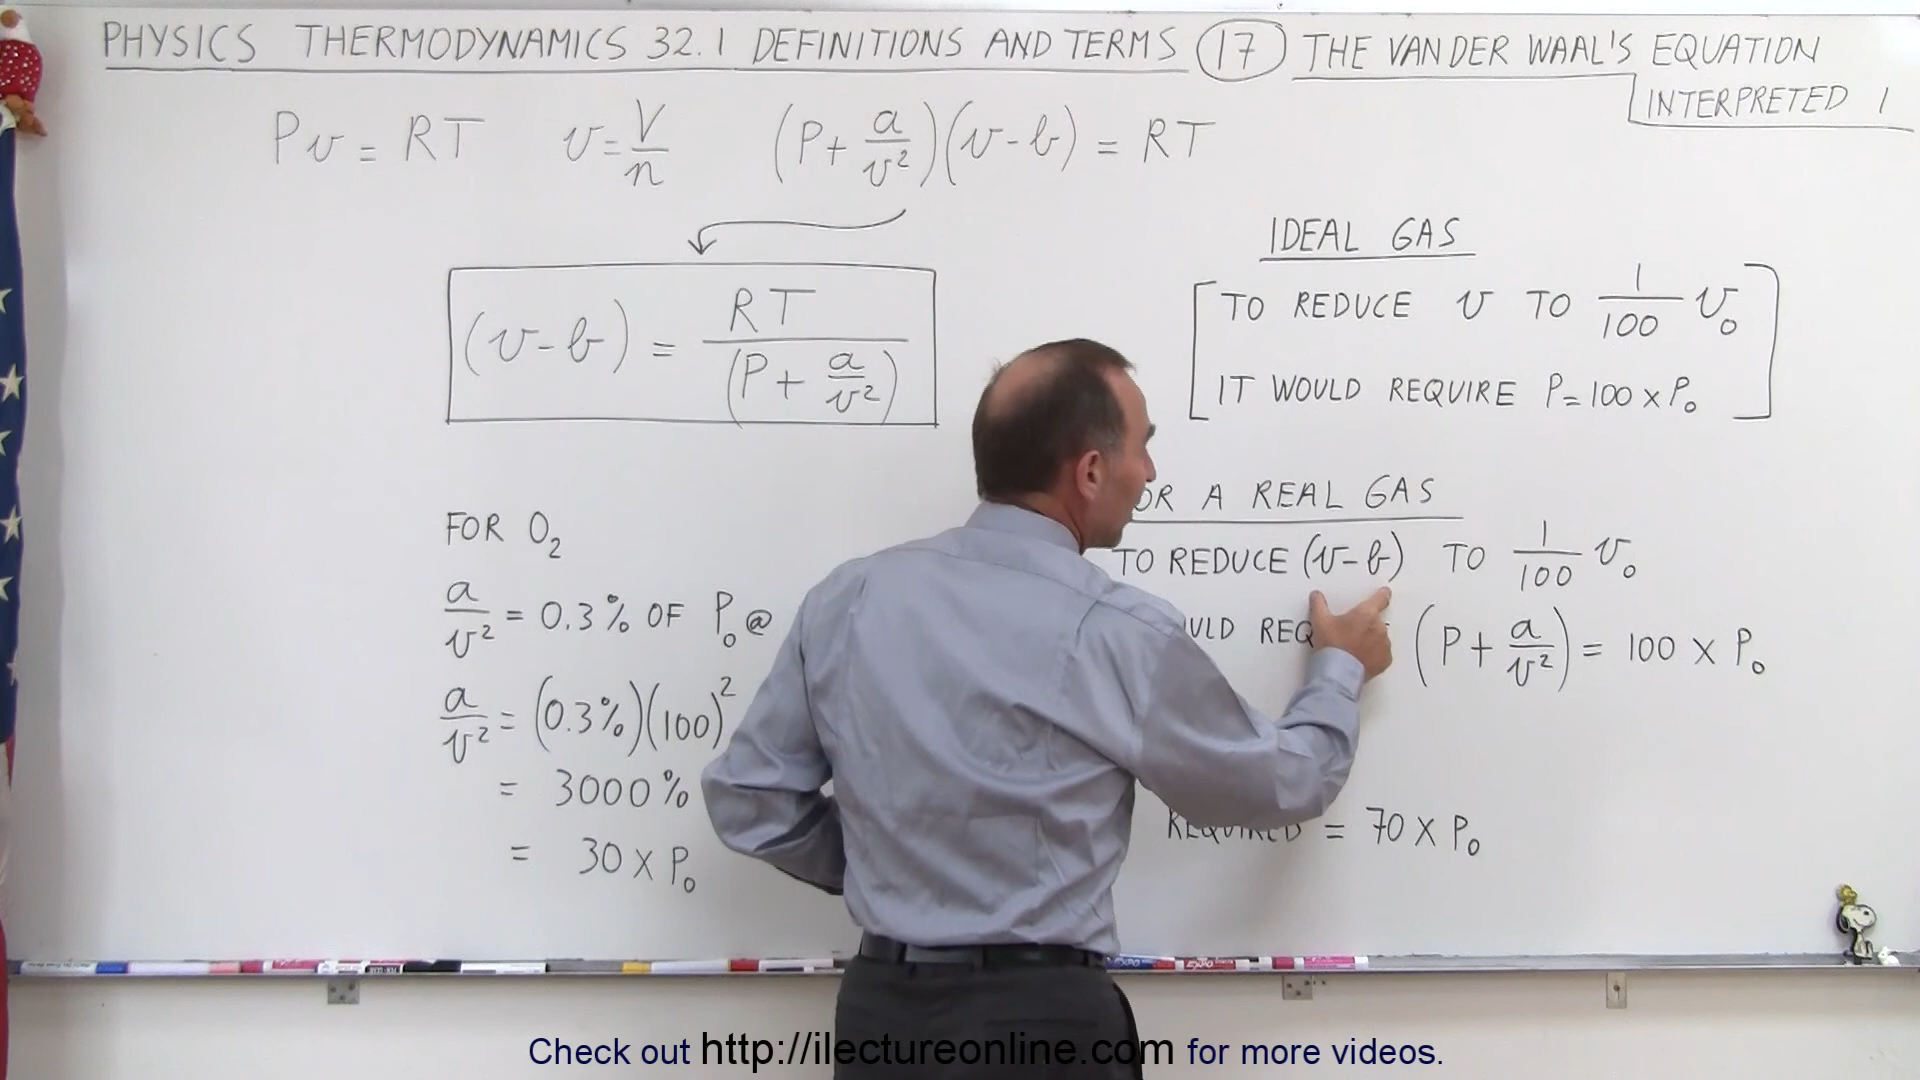 PHYSICS THERMODYNAMICS 32.1 DEFINITIONS AND TERMS 17 THE VAN DER WAAL'S EQUATION
INTERPRETED 1
Pv = RT v = V/n (P + a/v²)(v-b) = RT
(v-b) = RT/(P + a/v²)
IDEAL GAS
TO REDUCE v TO 1/100 v₀
IT WOULD REQUIRE P = 100 x P₀
OR A REAL GAS
TO REDUCE (v-b) TO 1/100 v₀
(P + a/v²) = 100 x P₀
REQUIRED = 70 x P₀
FOR O₂
a/v² = 0.3% OF P₀ @
a/v² = (0.3%)(100)²
= 3000%
= 30 x P₀
EXPO
EXPO
Check out http://ilectureonline.com for more videos.